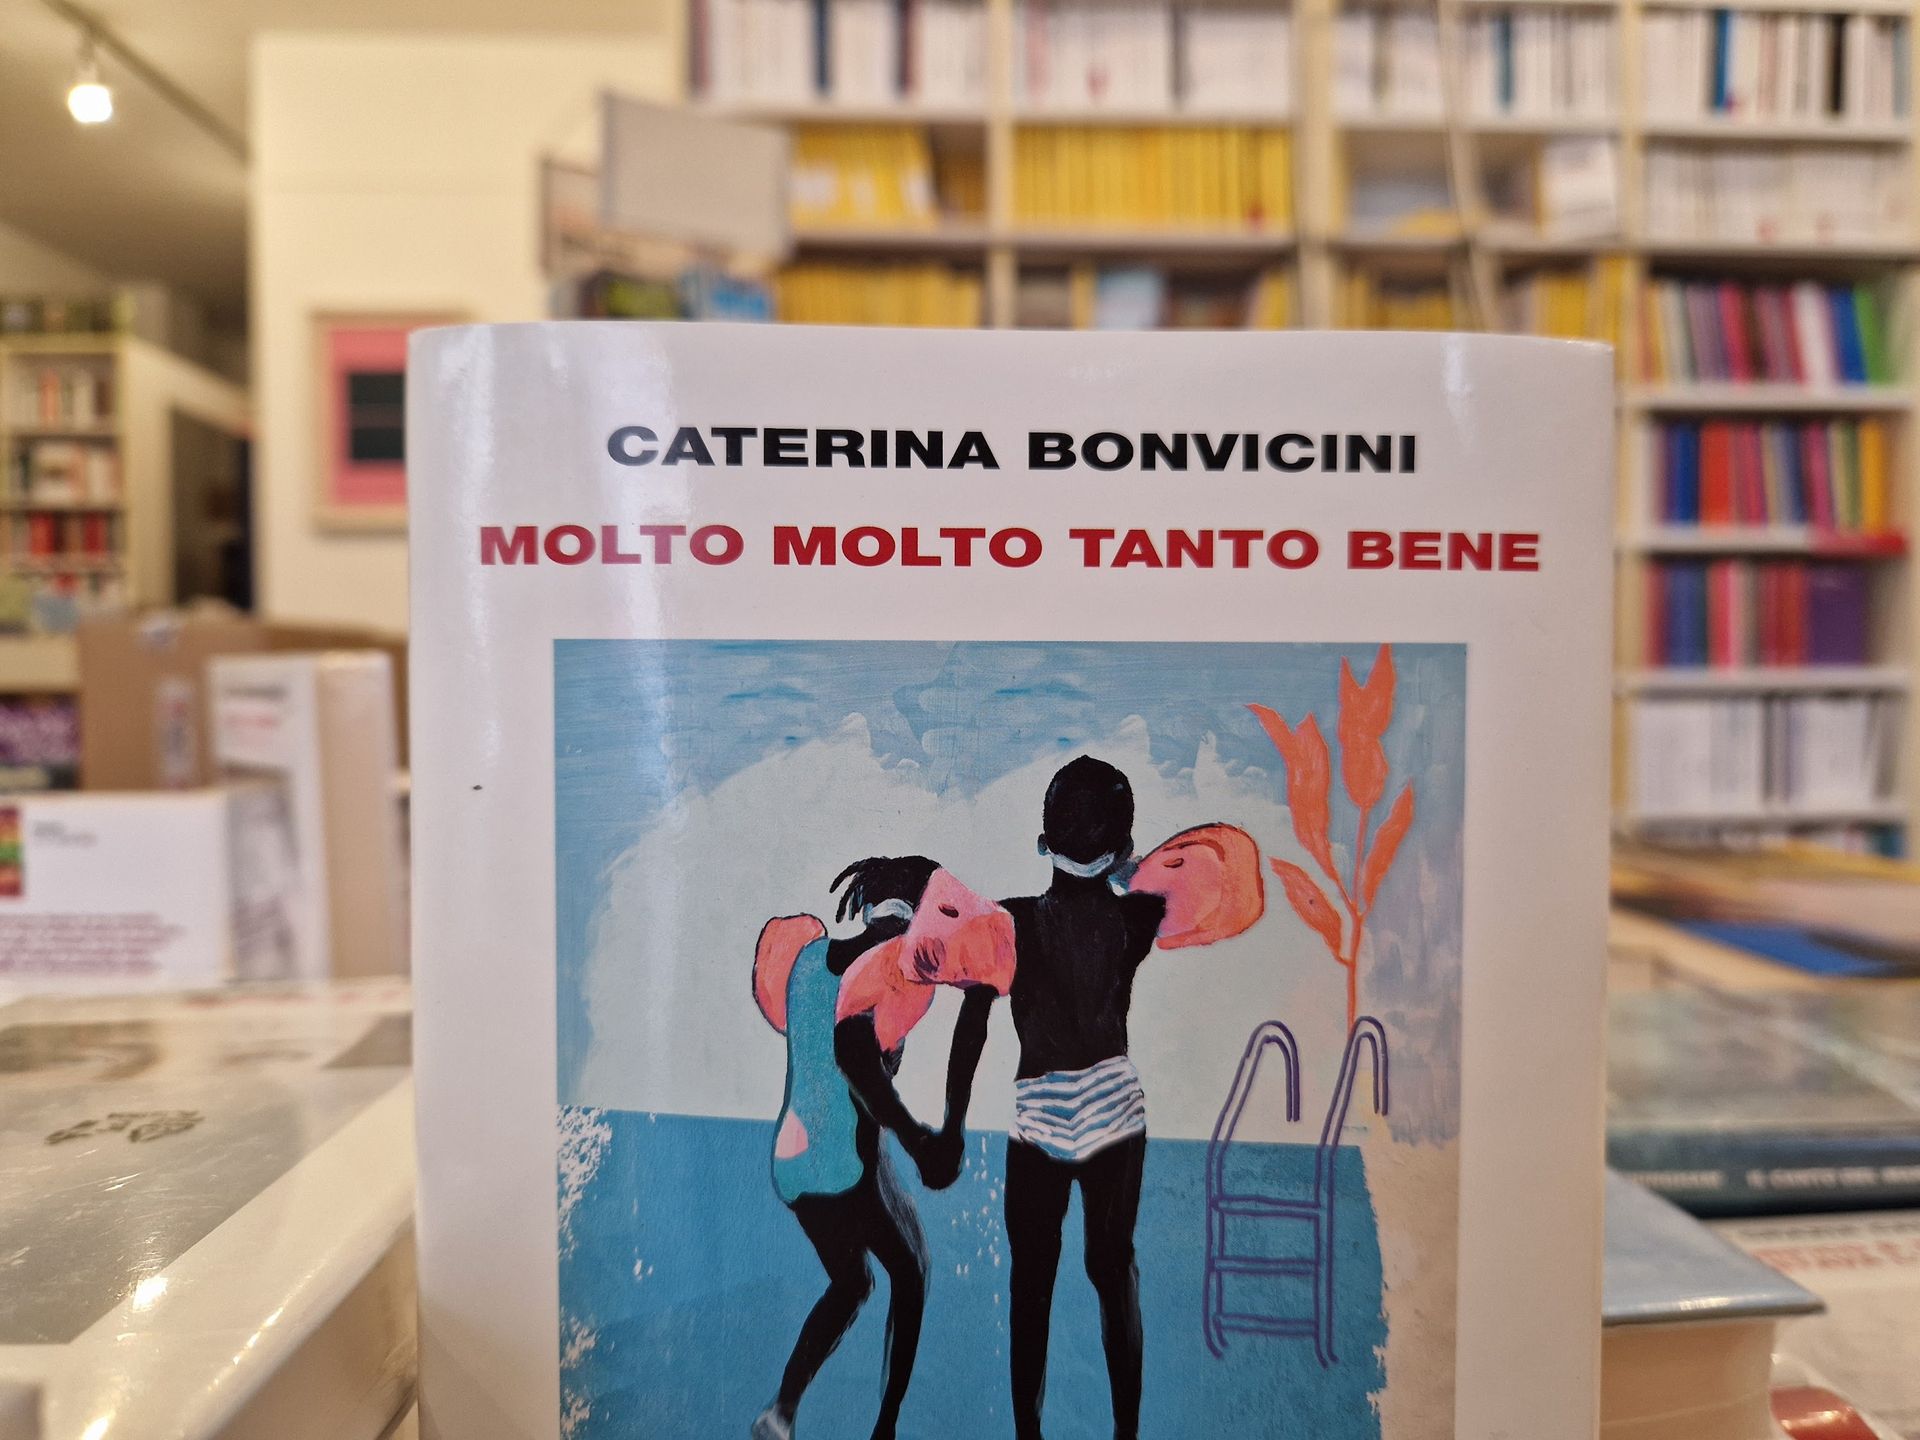 CATERINA BONVICINI
MOLTO MOLTO TANTO BENE